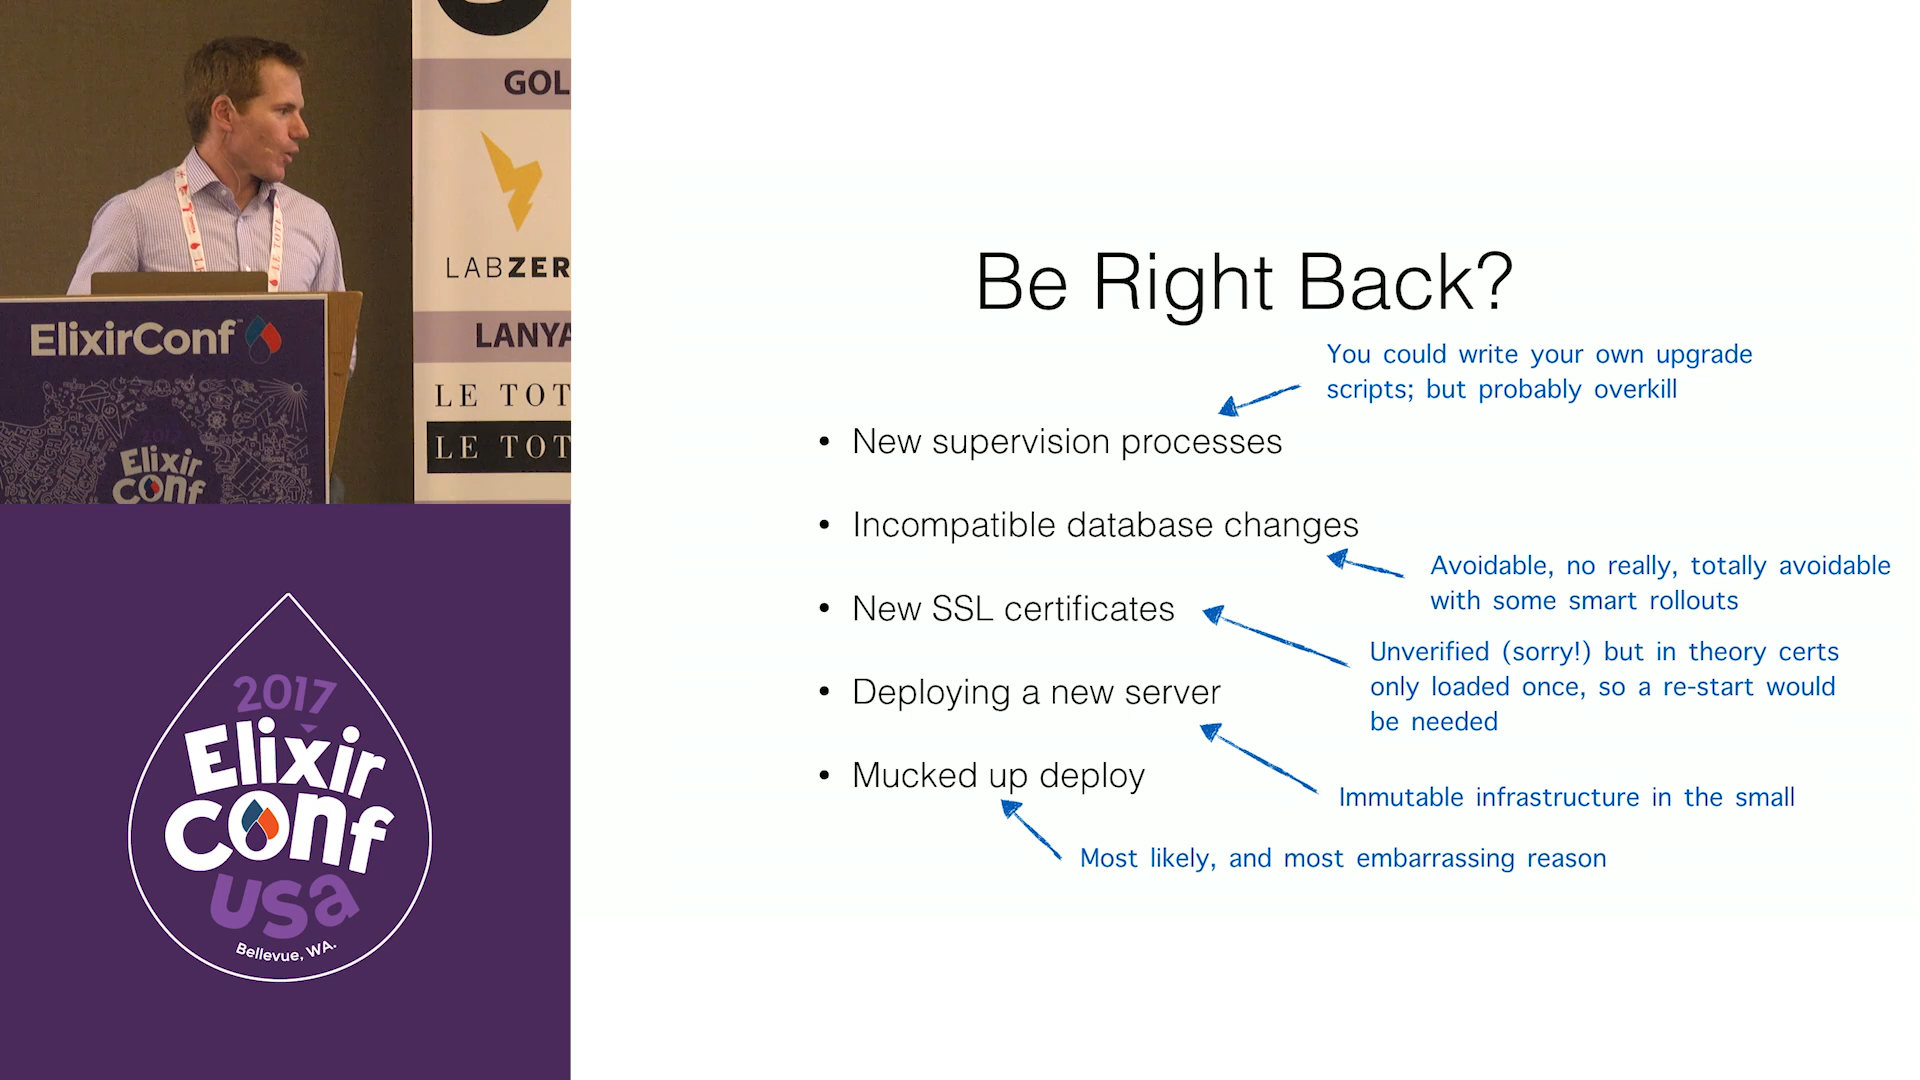 GOL
LABZER
LANYA
LE TOT
LE TOT
ElixirConf
Elixir
Conf
2017
Elixir
Conf
USA
Bellevue, WA.
Be Right Back?
You could write your own upgrade
scripts; but probably overkill
• New supervision processes
• Incompatible database changes
Avoidable, no really, totally avoidable
with some smart rollouts
• New SSL certificates
Unverified (sorry!) but in theory certs
only loaded once, so a re-start would
be needed
• Deploying a new server
Immutable infrastructure in the small
• Mucked up deploy
Most likely, and most embarrassing reason